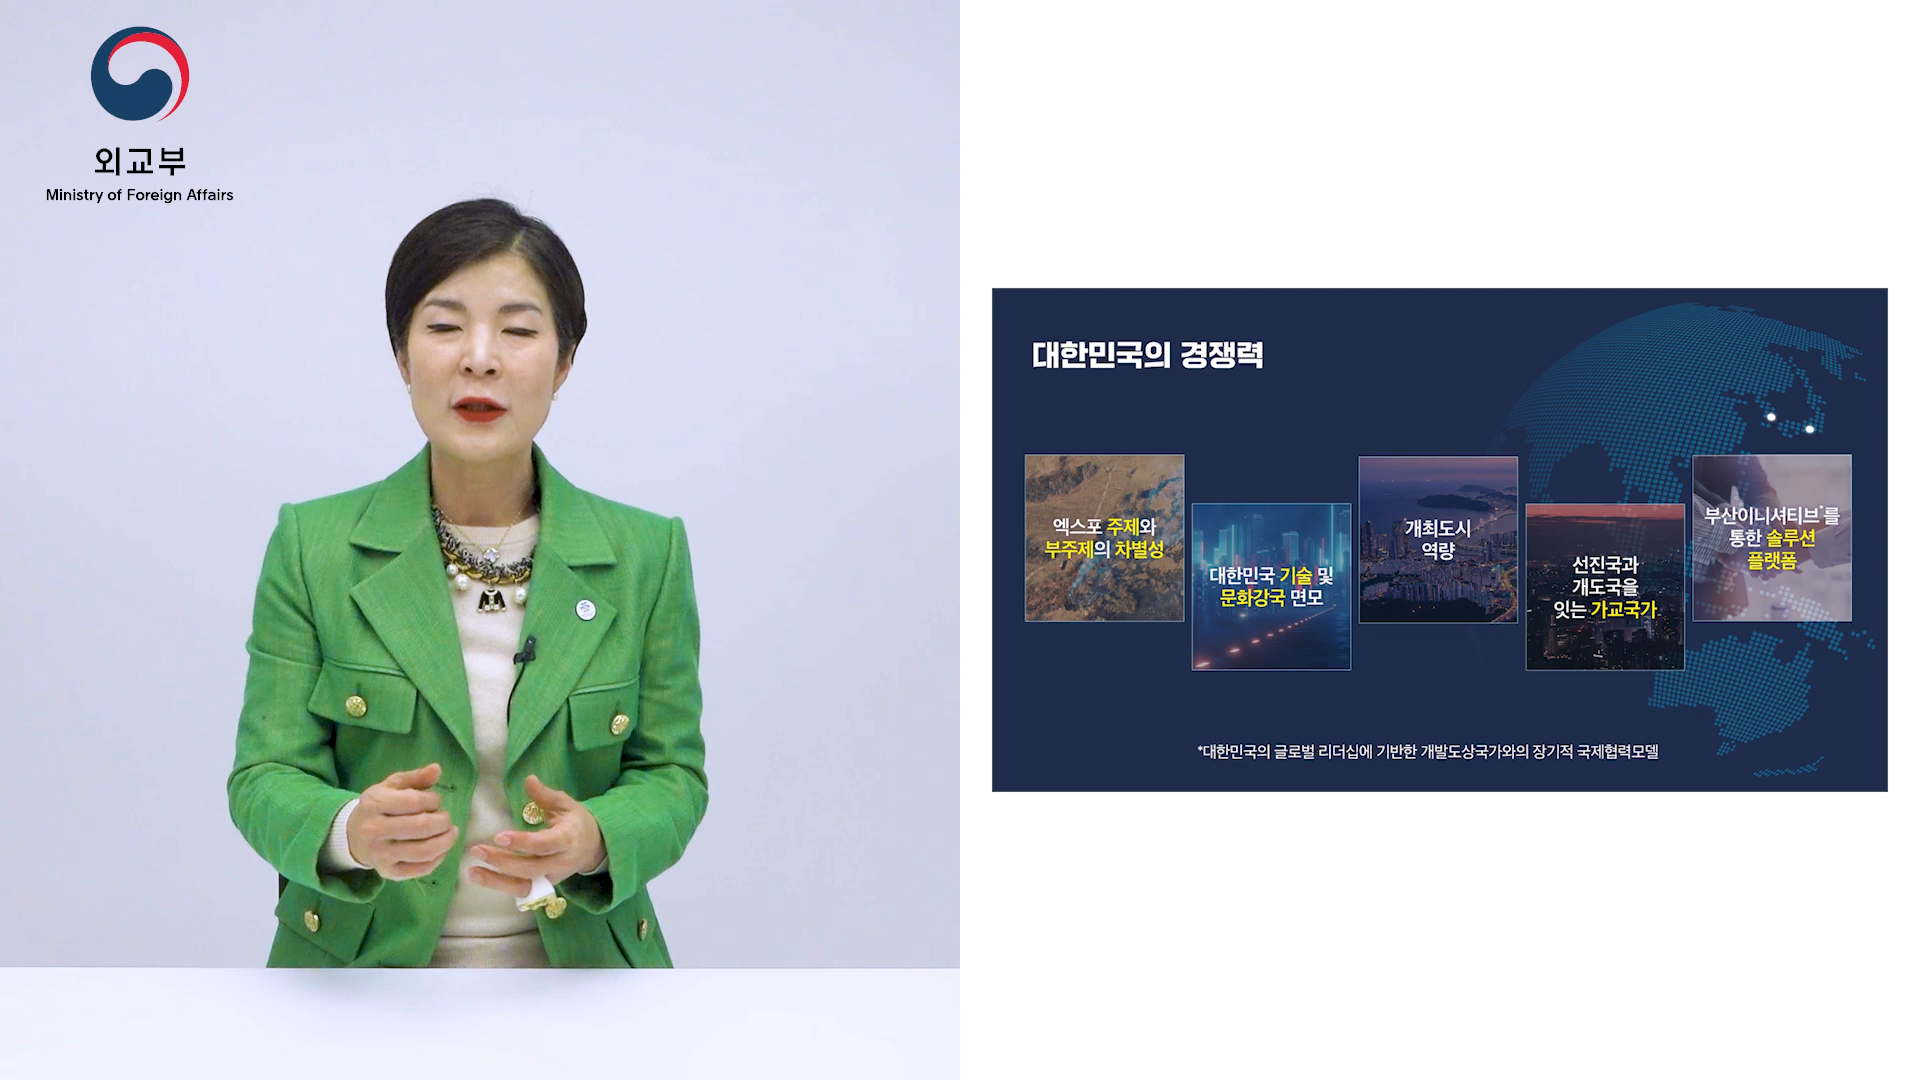 외교부
Ministry of Foreign Affairs
대한민국의 경쟁력
엑스포 주제와
부주제의 차별성
대한민국 기술 및
문화강국 면모
개최도시
역량
선진국과
개도국을
잇는 가교국가
부산이니셔티브*를
통한 솔루션
플랫폼
*대한민국의 글로벌 리더십에 기반한 개발도상국가와의 장기적 국제협력모델